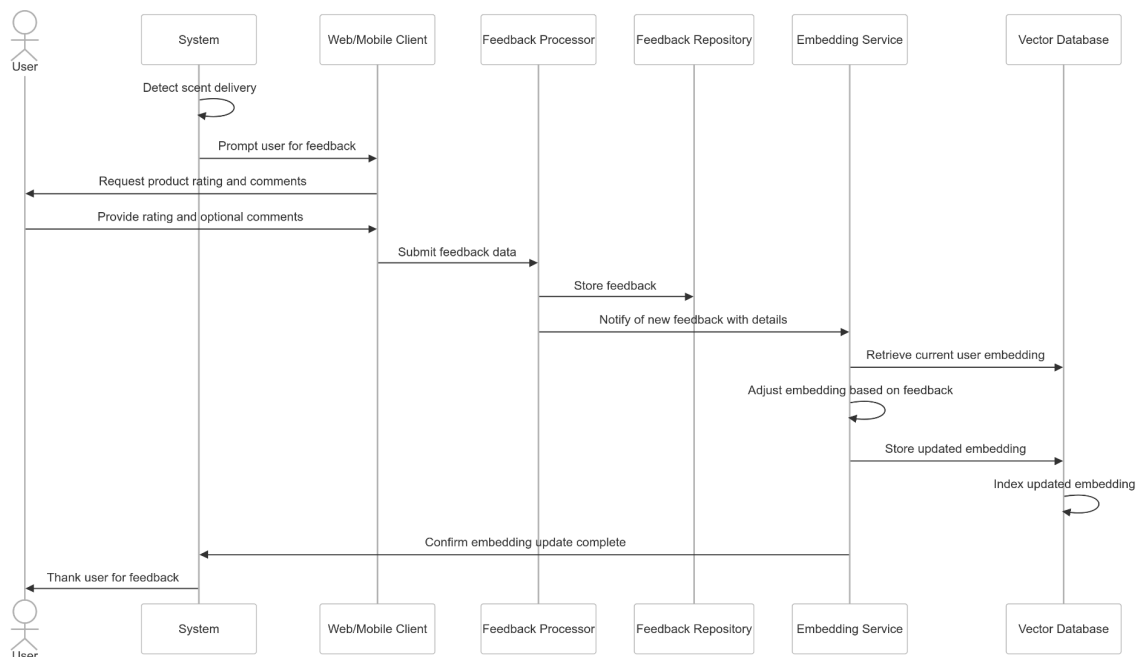 User
System
Web/Mobile Client
Feedback Processor
Feedback Repository
Embedding Service
Vector Database
Detect scent delivery
Prompt user for feedback
Request product rating and comments
Provide rating and optional comments
Submit feedback data
Store feedback
Notify of new feedback with details
Retrieve current user embedding
Adjust embedding based on feedback
Store updated embedding
Index updated embedding
Confirm embedding update complete
Thank user for feedback
User
System
Web/Mobile Client
Feedback Processor
Feedback Repository
Embedding Service
Vector Database